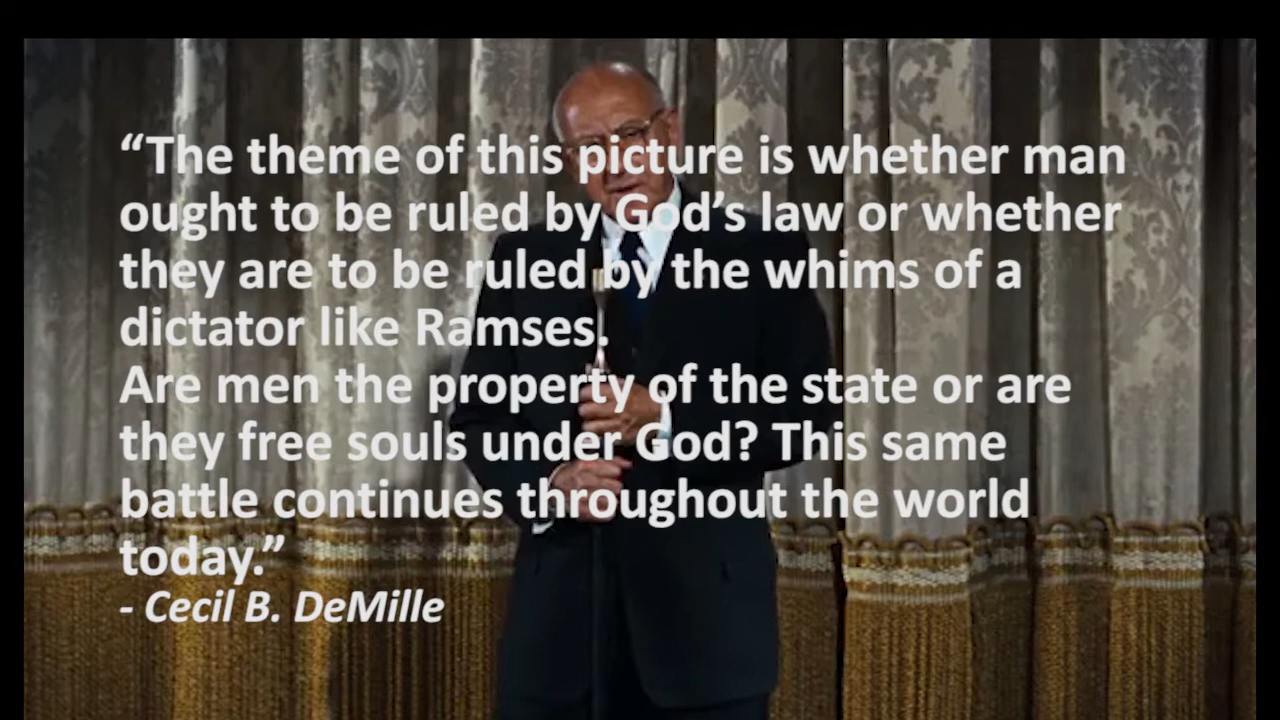 “The theme of this picture is whether man
ought to be ruled by God’s law or whether
they are to be ruled by the whims of a
dictator like Ramses.
Are men the property of the state or are
they free souls under God? This same
battle continues throughout the world
today.”
- Cecil B. DeMille